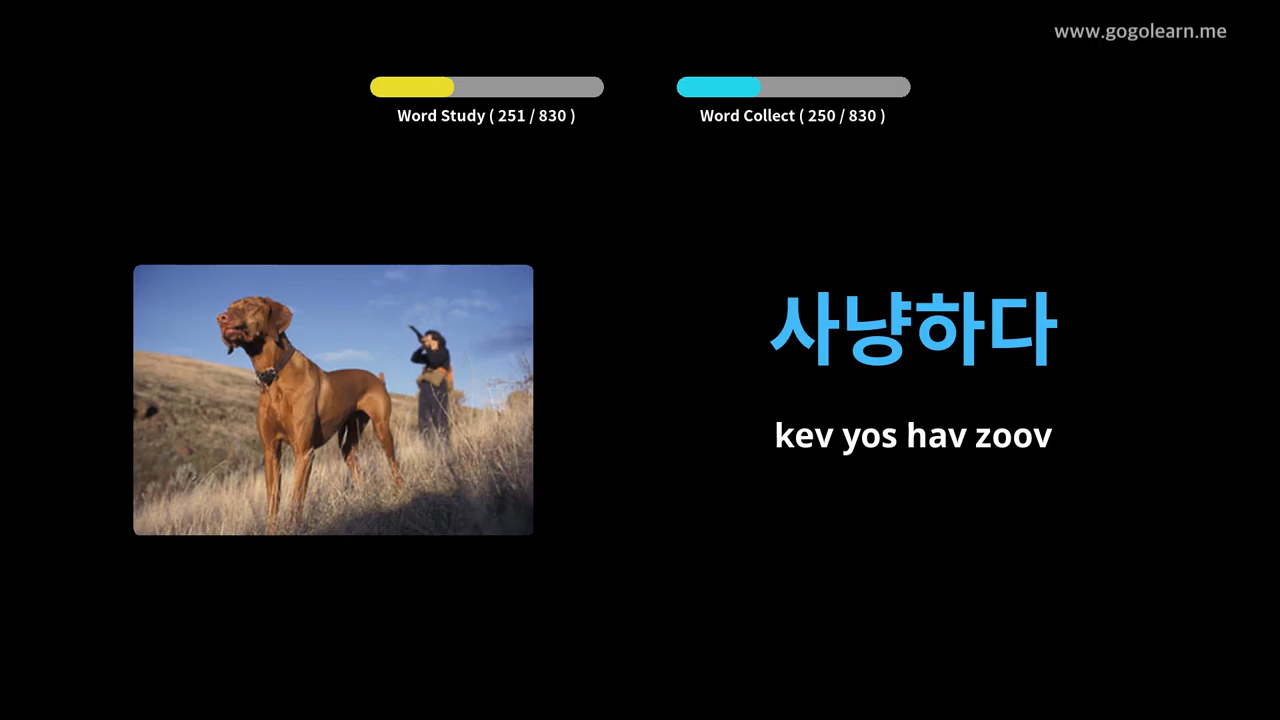 www.gogolearn.me
Word Study ( 251 / 830 )
Word Collect ( 250 / 830 )
사냥하다
kev yos hav zoov